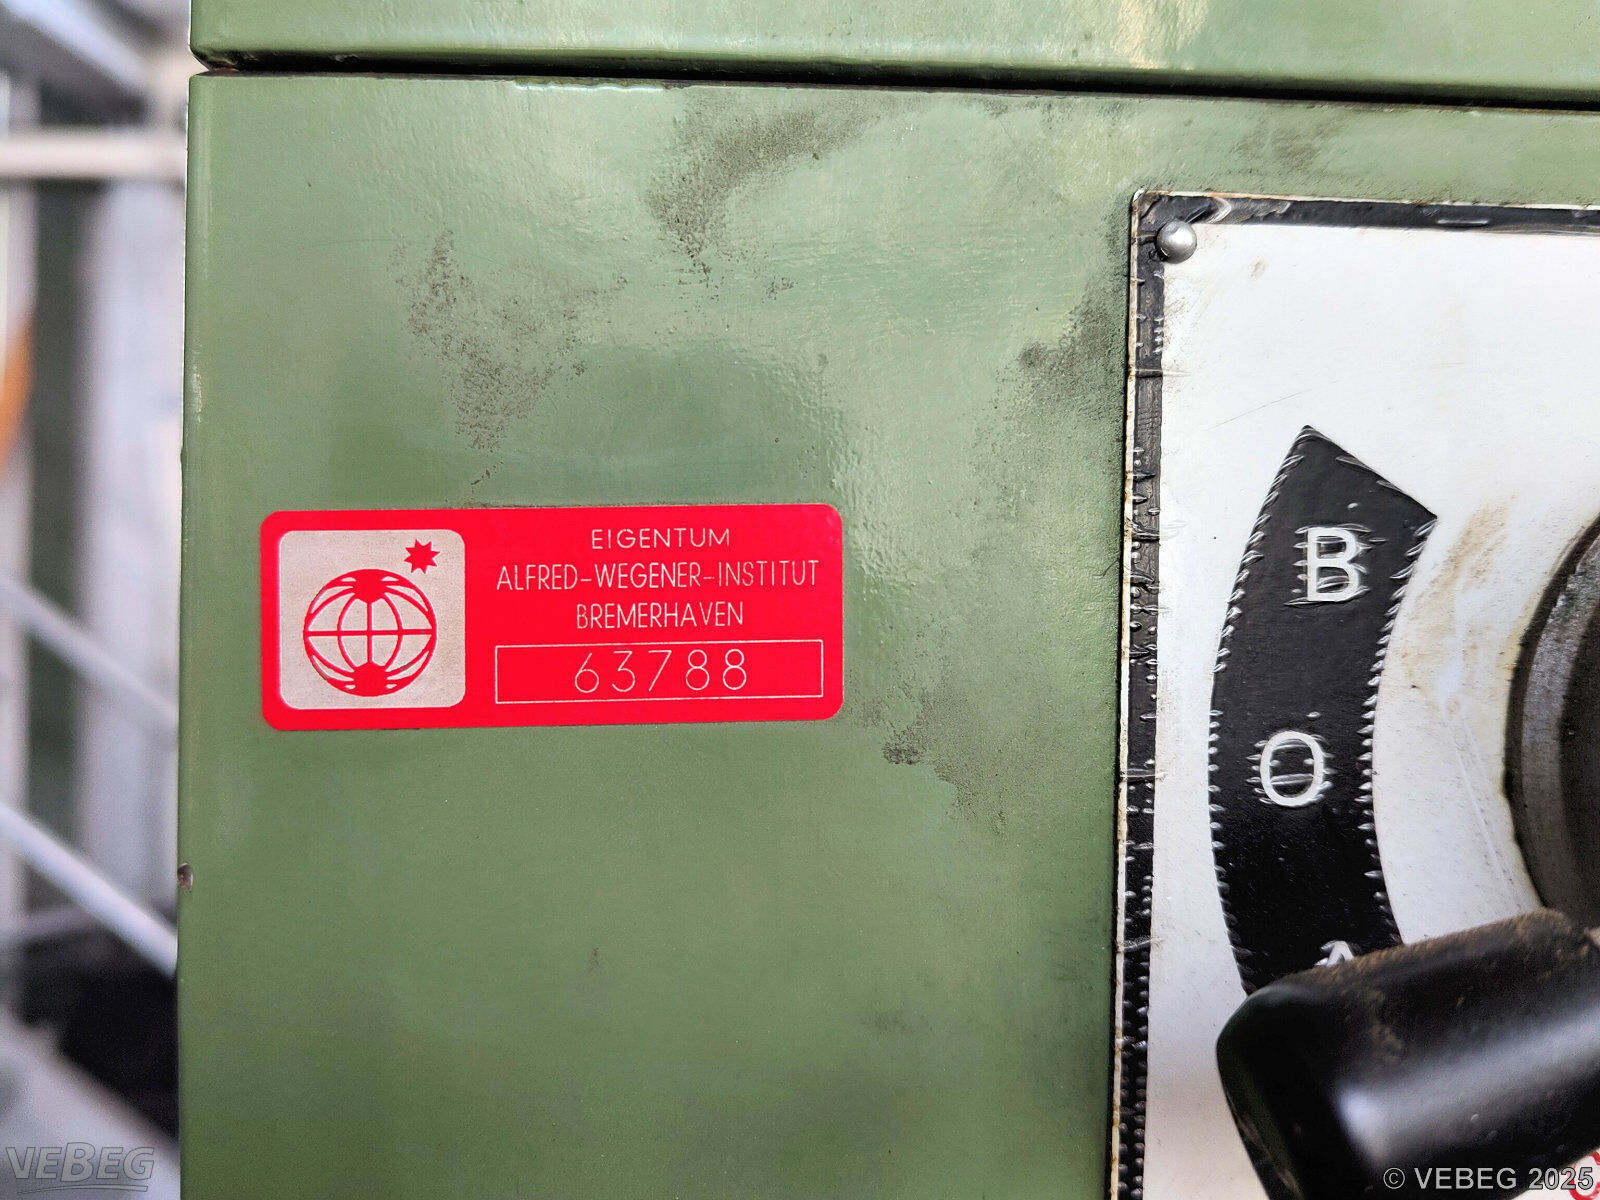 EIGENTUM
ALFRED-WEGENER-INSTITUT
BREMERHAVEN
63788
B
O
A
VEBEG
© VEBEG 2025